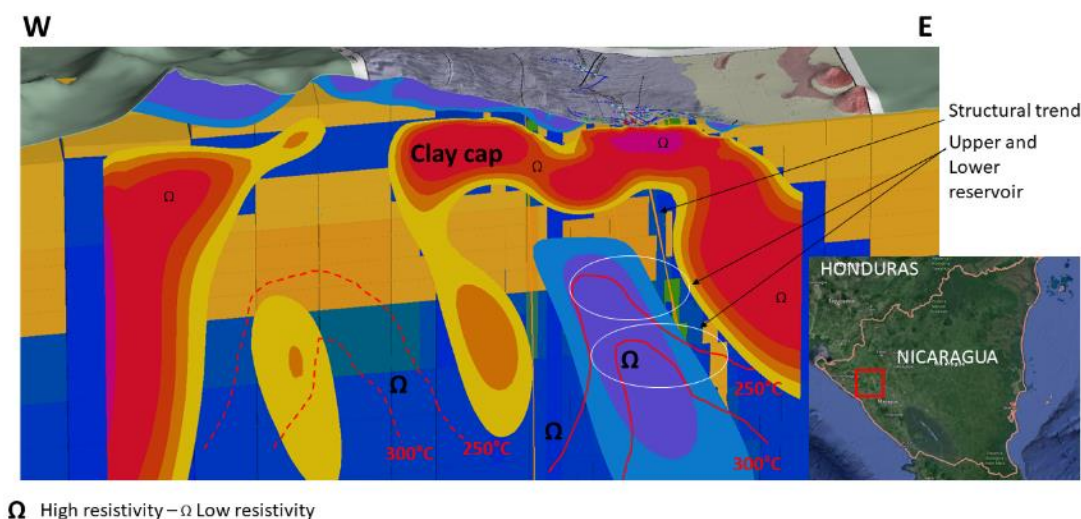 W
E
Structural trend
Upper and
Lower
reservoir
Clay cap
Ω
Ω
Ω
Ω
HONDURAS
NICARAGUA
Ω
Ω
Ω
250°C
300°C
250°C
300°C
Ω High resistivity – Ω Low resistivity